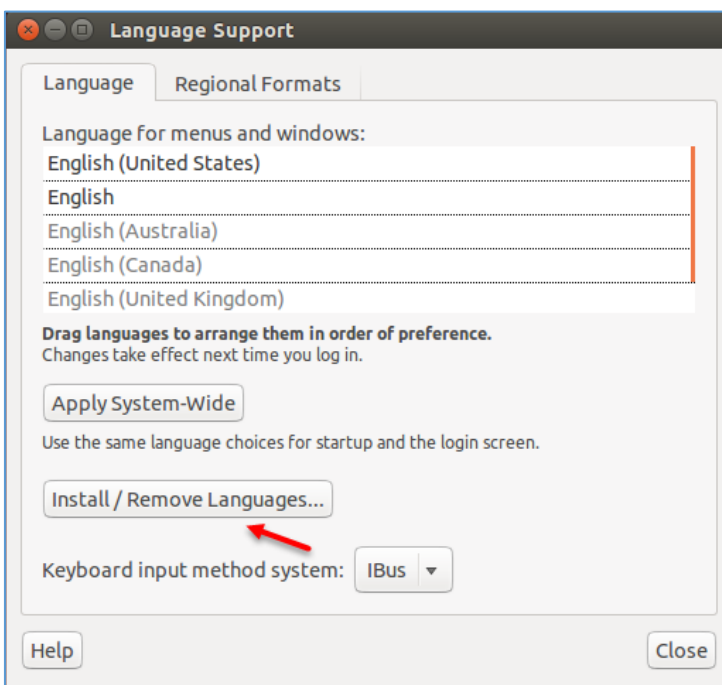 Language Support
Language
Regional Formats
Language for menus and windows:
English (United States)
English
English (Australia)
English (Canada)
English (United Kingdom)
Drag languages to arrange them in order of preference.
Changes take effect next time you log in.
Apply System-Wide
Use the same language choices for startup and the login screen.
Install / Remove Languages...
Keyboard input method system: IBus
Help
Close